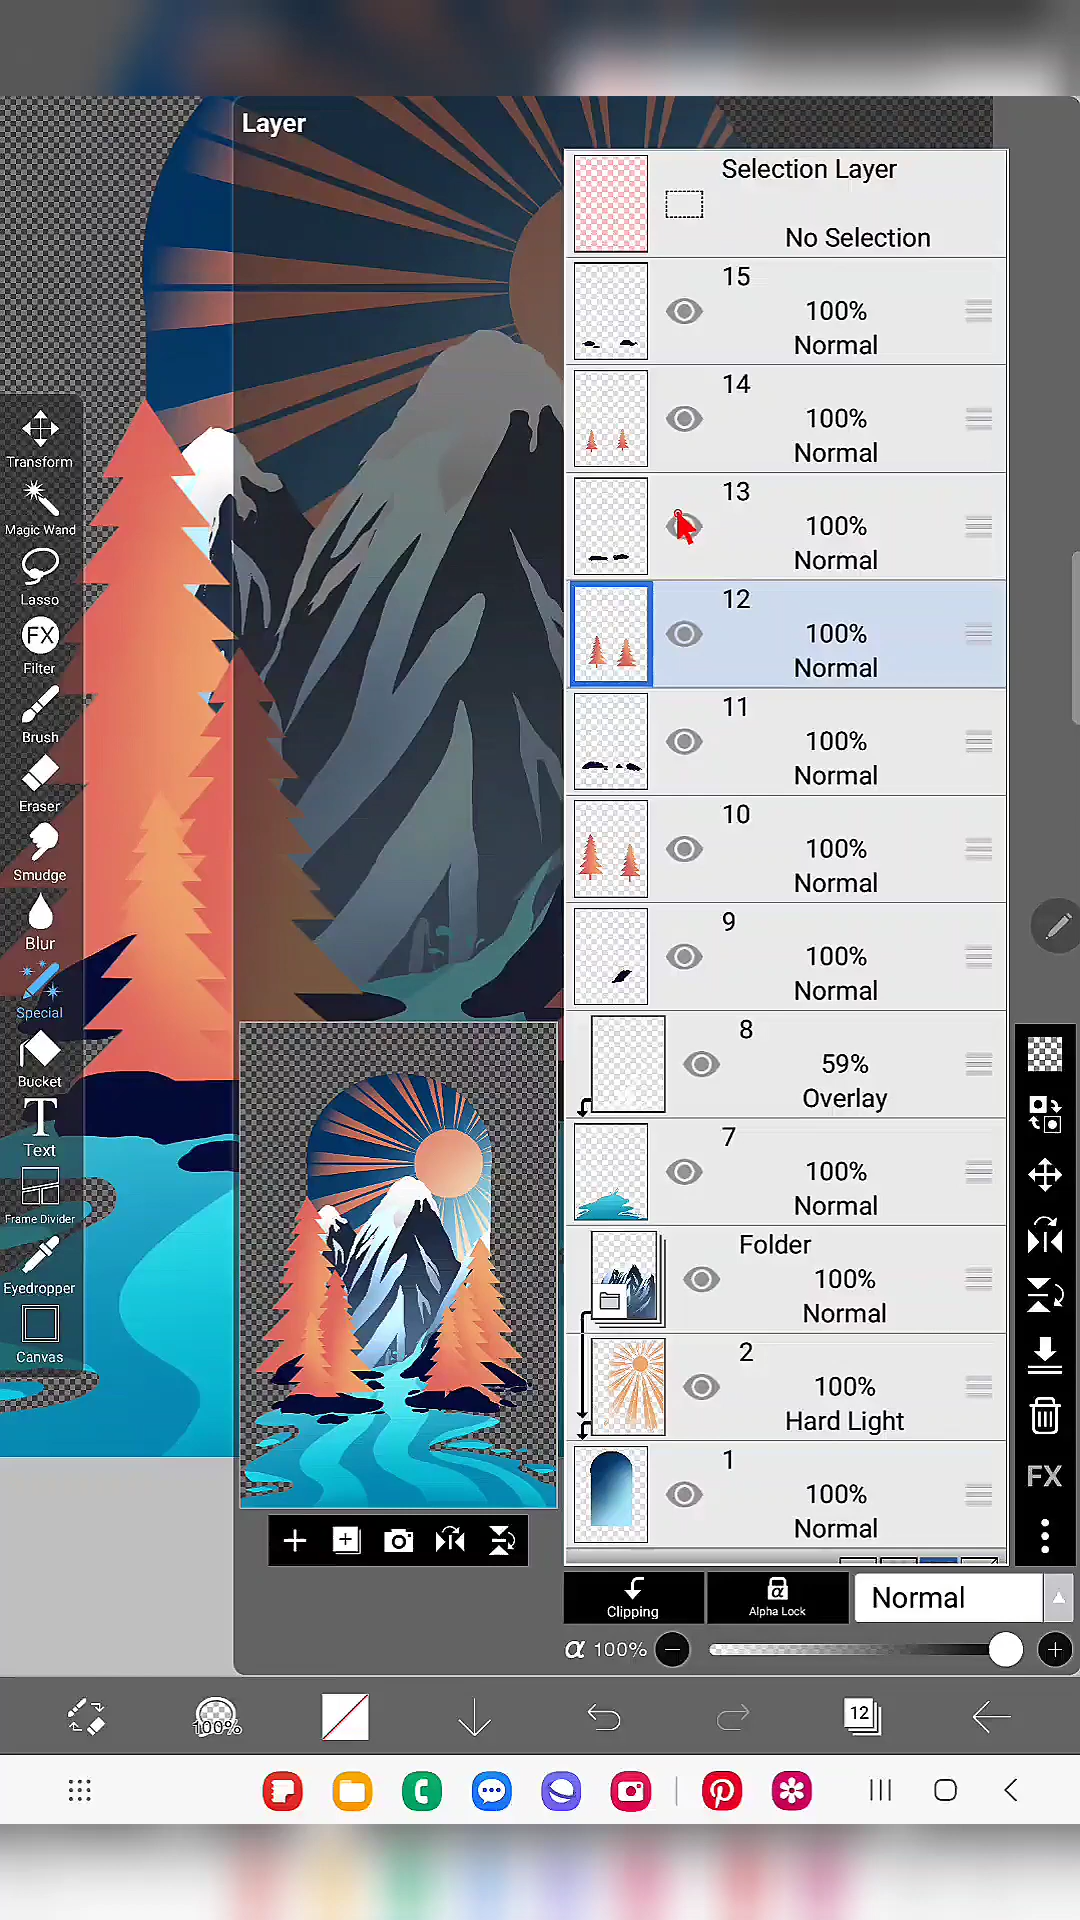 Layer
Selection Layer
No Selection
15
100%
Normal
14
100%
Normal
13
100%
Normal
12
100%
Normal
11
100%
Normal
10
100%
Normal
9
100%
Normal
8
59%
Overlay
7
100%
Normal
Folder
100%
Normal
2
100%
Hard Light
1
100%
Normal
Transform
Magic Wand
Lasso
FX
Filter
Brush
Eraser
Smudge
Blur
Special
Bucket
T
Text
Frame Divider
Eyedropper
Canvas
FX
Clipping
α
Alpha Lock
Normal
α 100%
100%
12